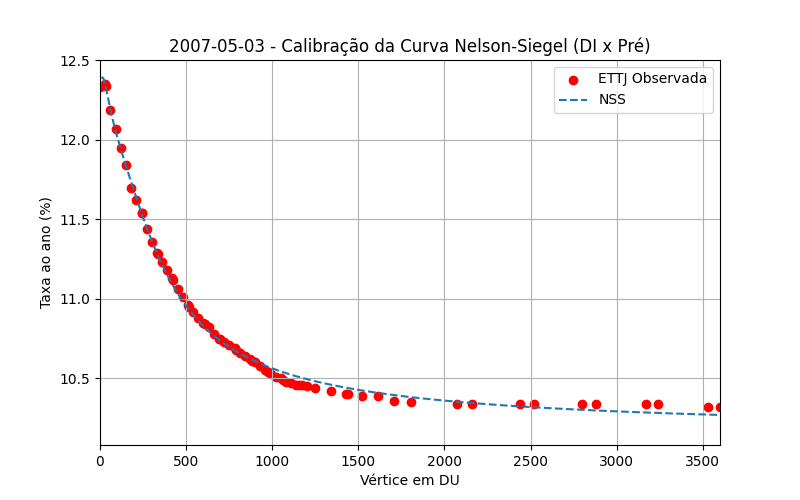 2007-05-03 - Calibração da Curva Nelson-Siegel (DI x Pré)
ETTJ Observada
NSS
Taxa ao ano (%)
12.5
12.0
11.5
11.0
10.5
0 500 1000 1500 2000 2500 3000 3500
Vértice em DU